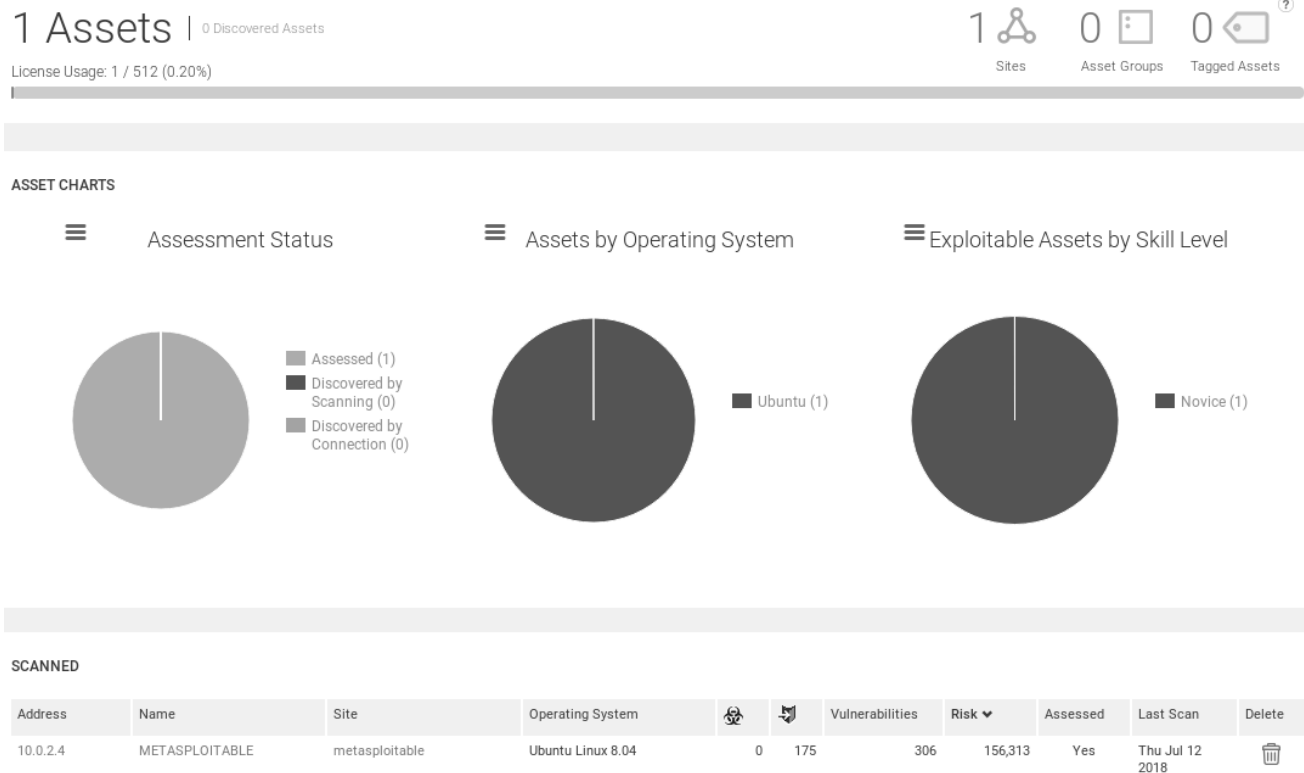 1 Assets | 0 Discovered Assets
1 0 0 ?
Sites Asset Groups Tagged Assets
License Usage: 1 / 512 (0.20%)
ASSET CHARTS
Assessment Status
Assessed (1)
Discovered by
Scanning (0)
Discovered by
Connection (0)
Assets by Operating System
Ubuntu (1)
Exploitable Assets by Skill Level
Novice (1)
SCANNED
Address Name Site Operating System Vulnerabilities Risk Assessed Last Scan Delete
10.0.2.4 METASPLOITABLE metasploitable Ubuntu Linux 8.04 0 175 306 156,313 Yes Thu Jul 12
2018